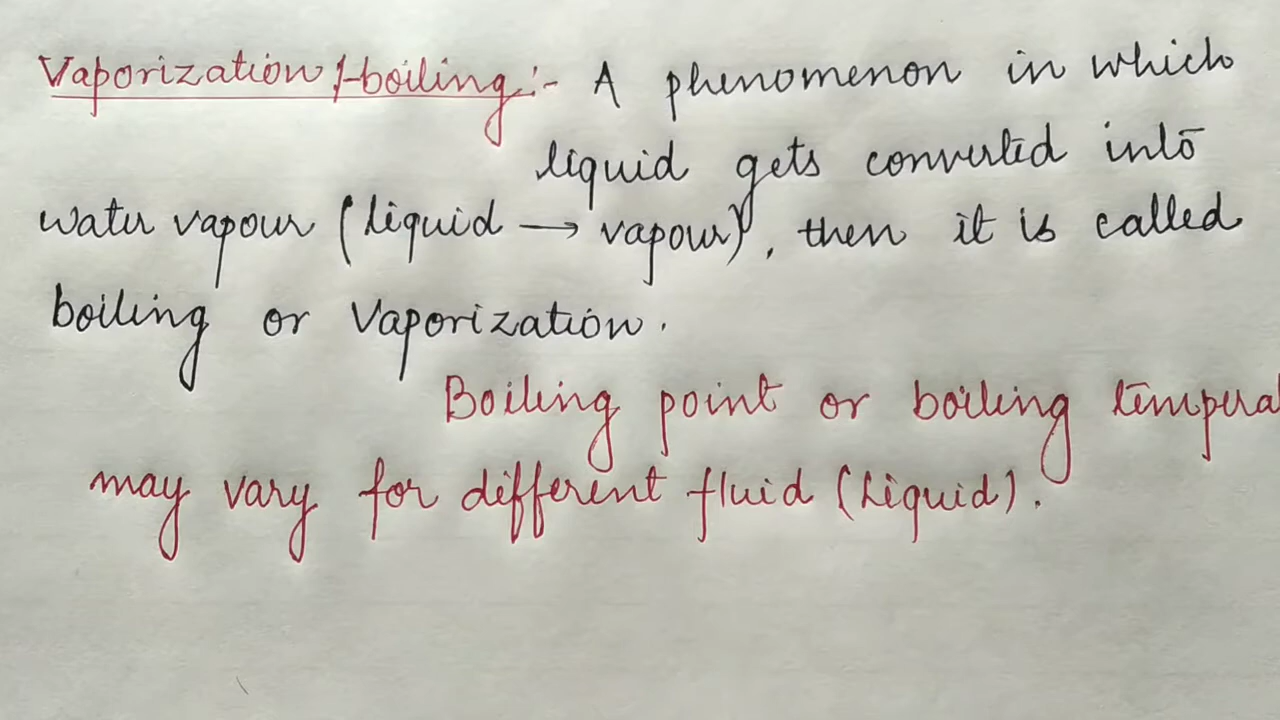 Vaporization/boiling:- A phenomenon in which
liquid gets converted into
water vapour (liquid → vapour), then it is called
boiling or Vaporization.
Boiling point or boiling tempera
may vary for different fluid (Liquid).